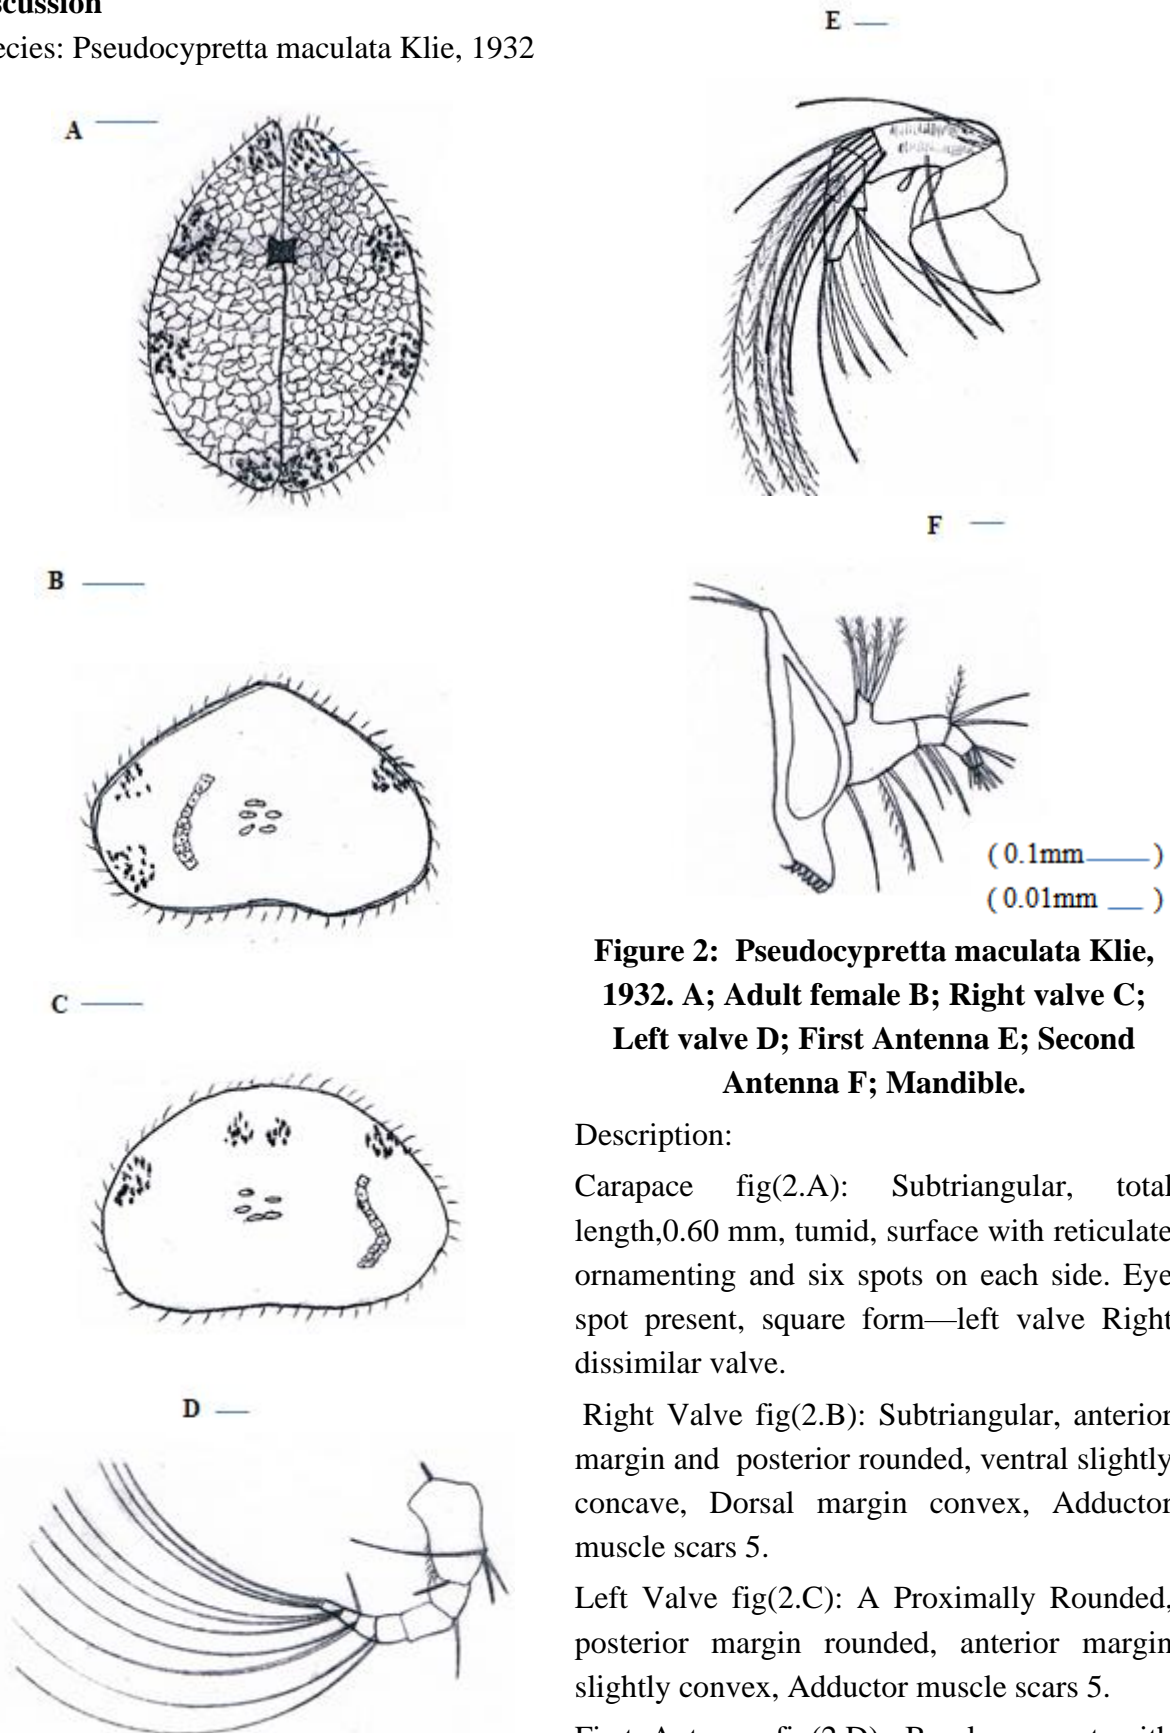 scussion
ecies: Pseudocypretta maculata Klie, 1932
A
B
C
D
E
F
( 0.1mm )
( 0.01mm )
Figure 2: Pseudocypretta maculata Klie,
1932. A; Adult female B; Right valve C;
Left valve D; First Antenna E; Second
Antenna F; Mandible.
Description:
Carapace fig(2.A): Subtriangular, total
length,0.60 mm, tumid, surface with reticulate
ornamenting and six spots on each side. Eye
spot present, square form—left valve Right
dissimilar valve.
Right Valve fig(2.B): Subtriangular, anterior
margin and posterior rounded, ventral slightly
concave, Dorsal margin convex, Adductor
muscle scars 5.
Left Valve fig(2.C): A Proximally Rounded,
posterior margin rounded, anterior margin
slightly convex, Adductor muscle scars 5.